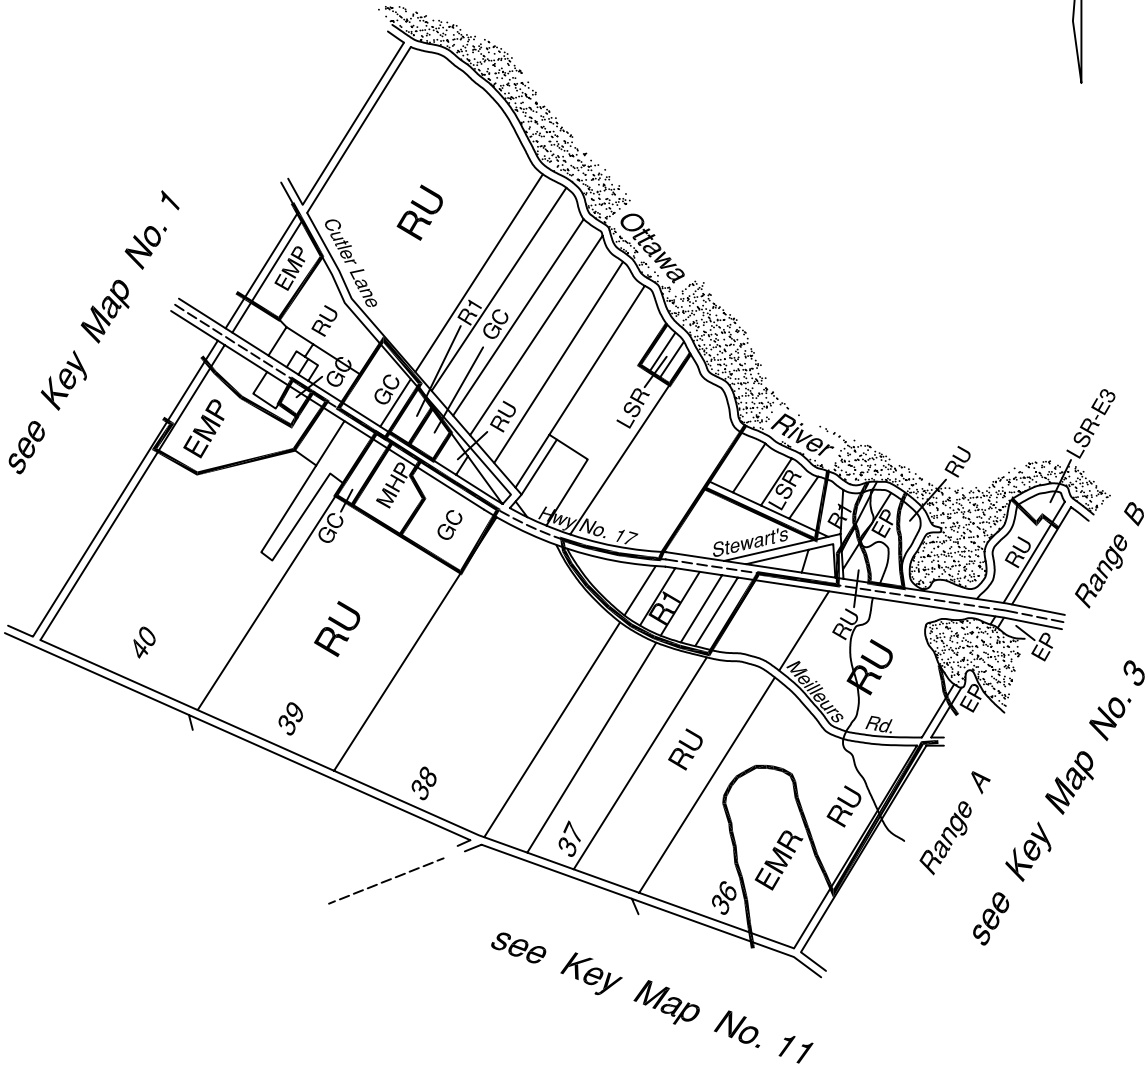 see Key Map No. 1
RU
Ottawa
Cutler Lane
EMP
RU
R1
GC
GC
GC
RU
LSR
River
LSR-E3
RU
EMP
MHP
GC
GC
LSR
R1
EP
RU
Range B
Hwy No. 17
Stewart's
R1
RU
RU
EP
EP
see Key Map No. 3
40
RU
39
38
RU
Meilleurs
Rd.
37
RU
EMR
36
Range A
see Key Map No. 11